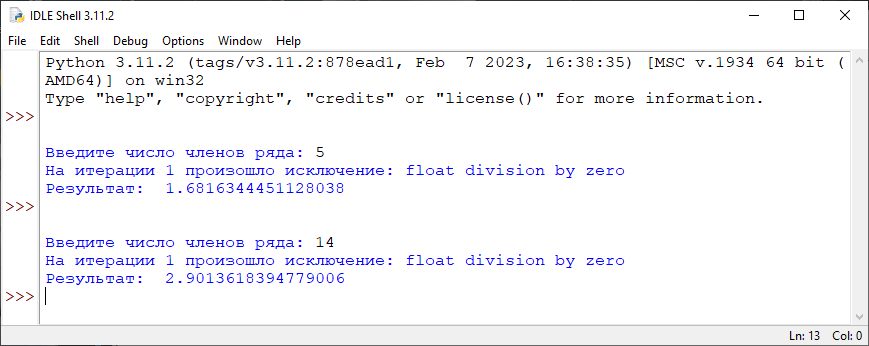 IDLE Shell 3.11.2
File Edit Shell Debug Options Window Help
Python 3.11.2 (tags/v3.11.2:878ead1, Feb  7 2023, 16:38:35) [MSC v.1934 64 bit (
AMD64)] on win32
Type "help", "copyright", "credits" or "license()" for more information.
>>>
Введите число членов ряда: 5
На итерации 1 произошло исключение: float division by zero
Результат:  1.6816344451128038
>>>
Введите число членов ряда: 14
На итерации 1 произошло исключение: float division by zero
Результат:  2.9013618394779006
>>>
Ln: 13 Col: 0